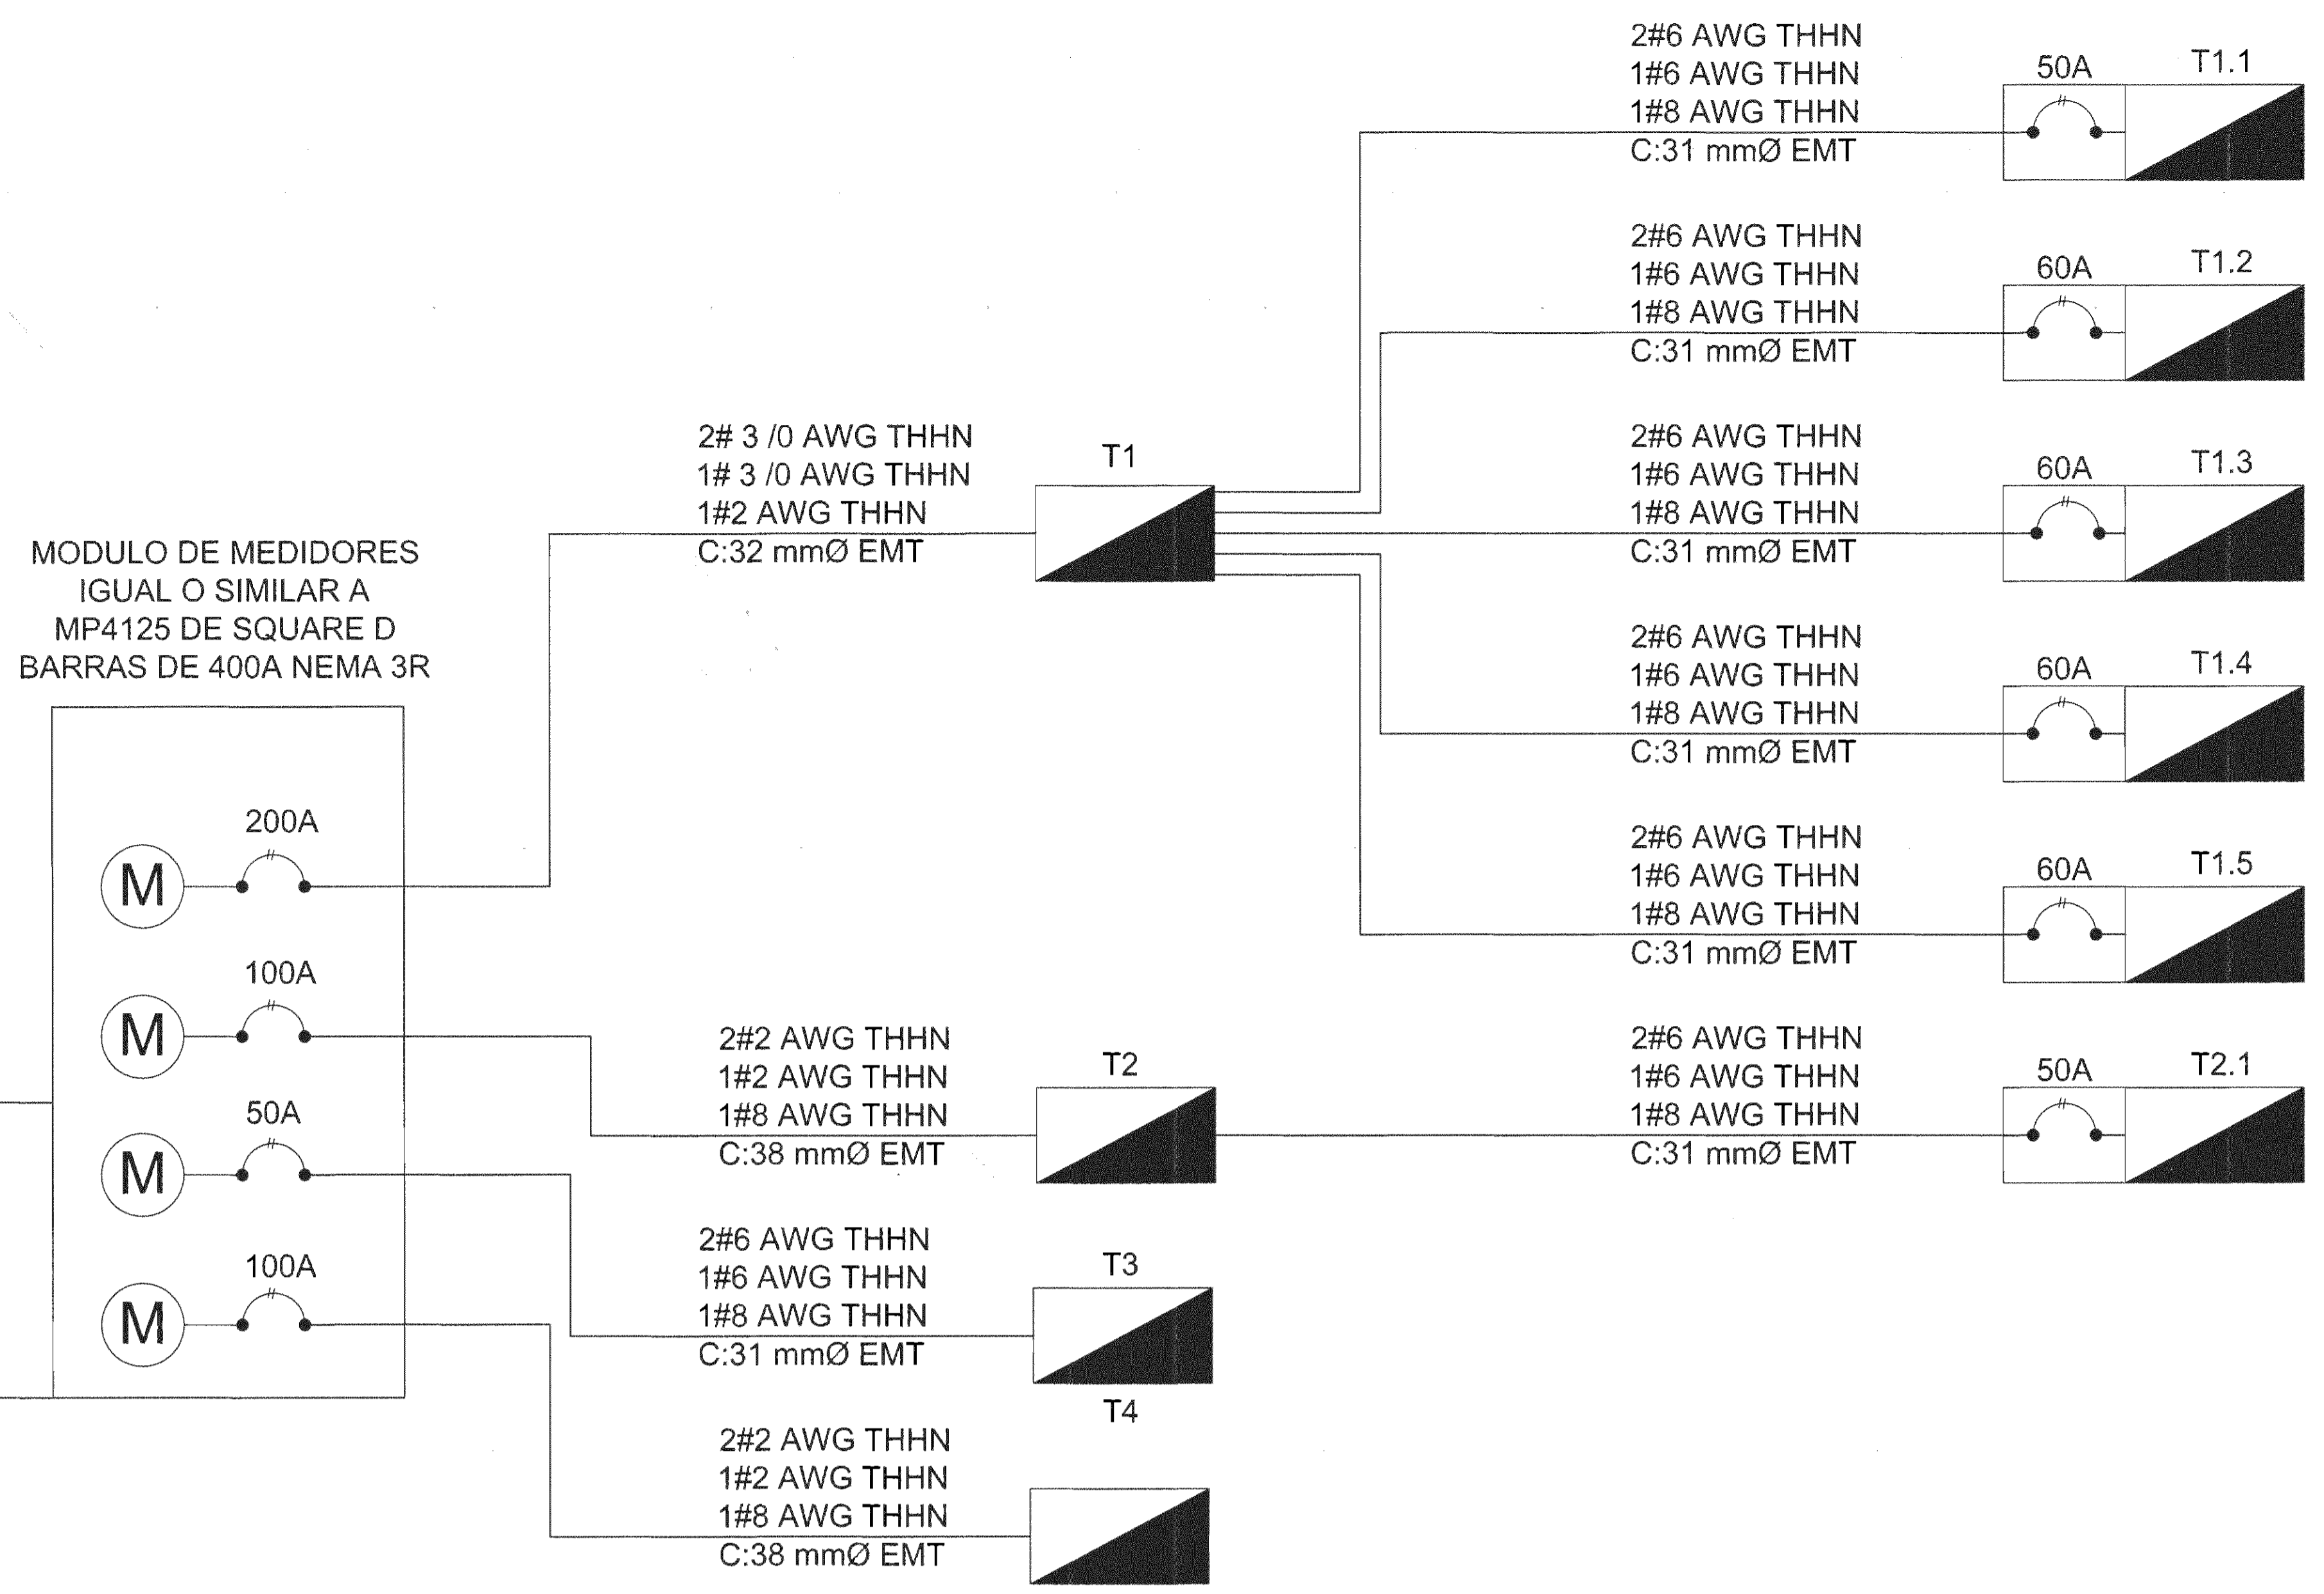 MODULO DE MEDIDORES
IGUAL O SIMILAR A
MP4125 DE SQUARE D
BARRAS DE 400A NEMA 3R
200A
M
100A
M
50A
M
100A
M
2# 3 /0 AWG THHN
1# 3 /0 AWG THHN
1#2 AWG THHN
C:32 mmØ EMT
T1
2#2 AWG THHN
1#2 AWG THHN
1#8 AWG THHN
C:38 mmØ EMT
T2
2#6 AWG THHN
1#6 AWG THHN
1#8 AWG THHN
C:31 mmØ EMT
T3
T4
2#2 AWG THHN
1#2 AWG THHN
1#8 AWG THHN
C:38 mmØ EMT
2#6 AWG THHN
1#6 AWG THHN
1#8 AWG THHN
C:31 mmØ EMT
50A
T1.1
2#6 AWG THHN
1#6 AWG THHN
1#8 AWG THHN
C:31 mmØ EMT
60A
T1.2
2#6 AWG THHN
1#6 AWG THHN
1#8 AWG THHN
C:31 mmØ EMT
60A
T1.3
2#6 AWG THHN
1#6 AWG THHN
1#8 AWG THHN
C:31 mmØ EMT
60A
T1.4
2#6 AWG THHN
1#6 AWG THHN
1#8 AWG THHN
C:31 mmØ EMT
60A
T1.5
2#6 AWG THHN
1#6 AWG THHN
1#8 AWG THHN
C:31 mmØ EMT
50A
T2.1